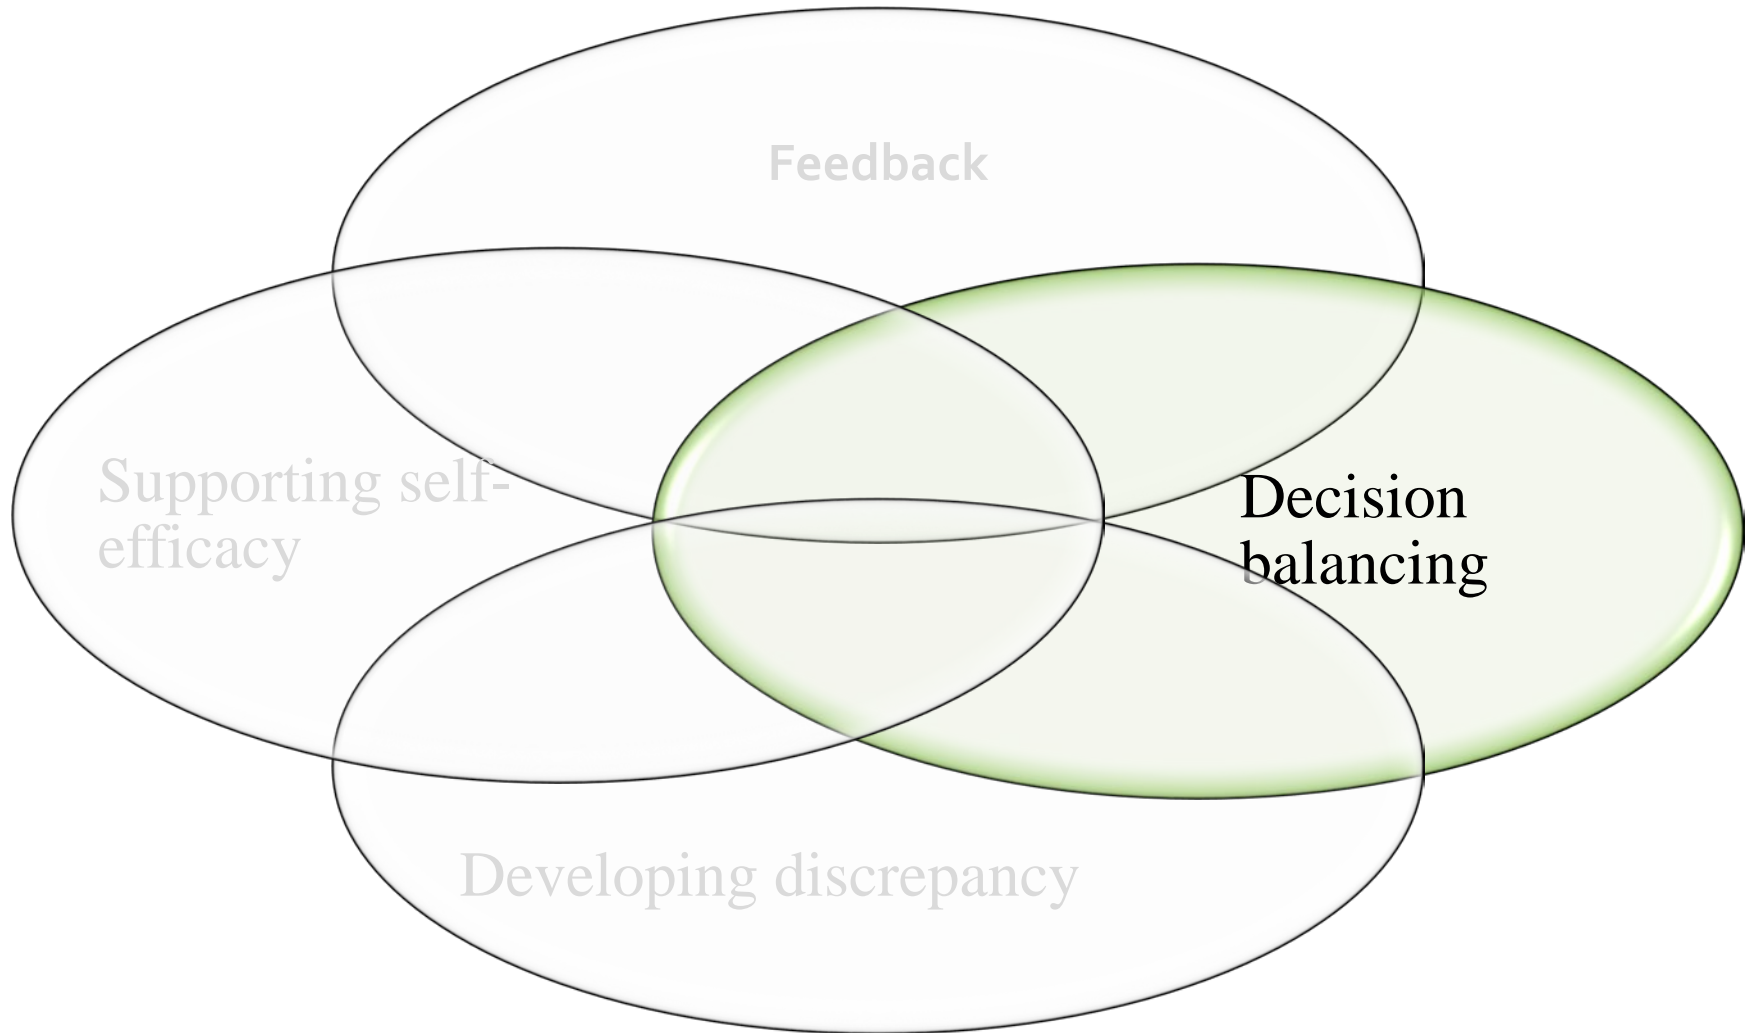 Feedback
Supporting self-
efficacy
Decision
balancing
Developing discrepancy